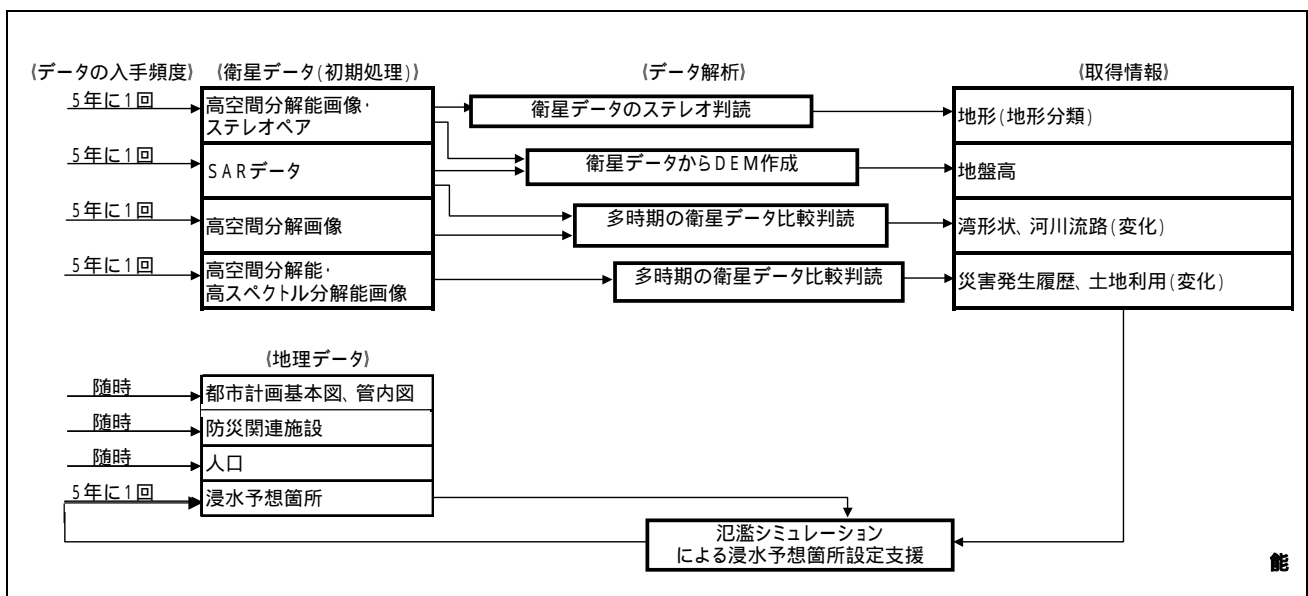 《データの入手頻度》
《衛星データ(初期処理)》
《データ解析》
《取得情報》
5年に1回
高空間分解能画像・
ステレオペア
衛星データのステレオ判読
地形(地形分類)
5年に1回
SARデータ
衛星データからDEM作成
地盤高
5年に1回
高空間分解画像
多時期の衛星データ比較判読
湾形状、河川流路(変化)
5年に1回
高空間分解能・
高スペクトル分解能画像
多時期の衛星データ比較判読
災害発生履歴、土地利用(変化)
《地理データ》
随時
都市計画基本図、管内図
随時
防災関連施設
随時
人口
5年に1回
浸水予想箇所
氾濫シミュレーション
による浸水予想箇所設定支援
能